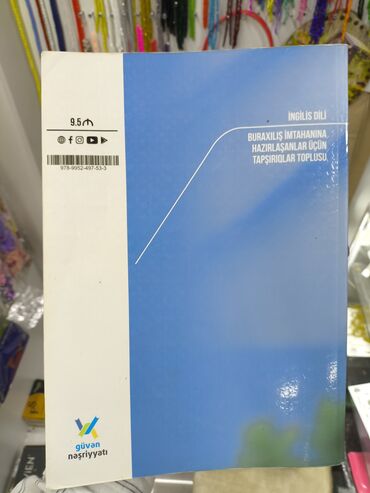 9.5₼
978-9952-497-53-3
İNGİLİS DİLİ
BURAXILIŞ İMTAHANINA
HAZIRLAŞANLAR ÜÇÜN
TAPŞIRIQLAR TOPLUSU
güvən
nəşriyyatı